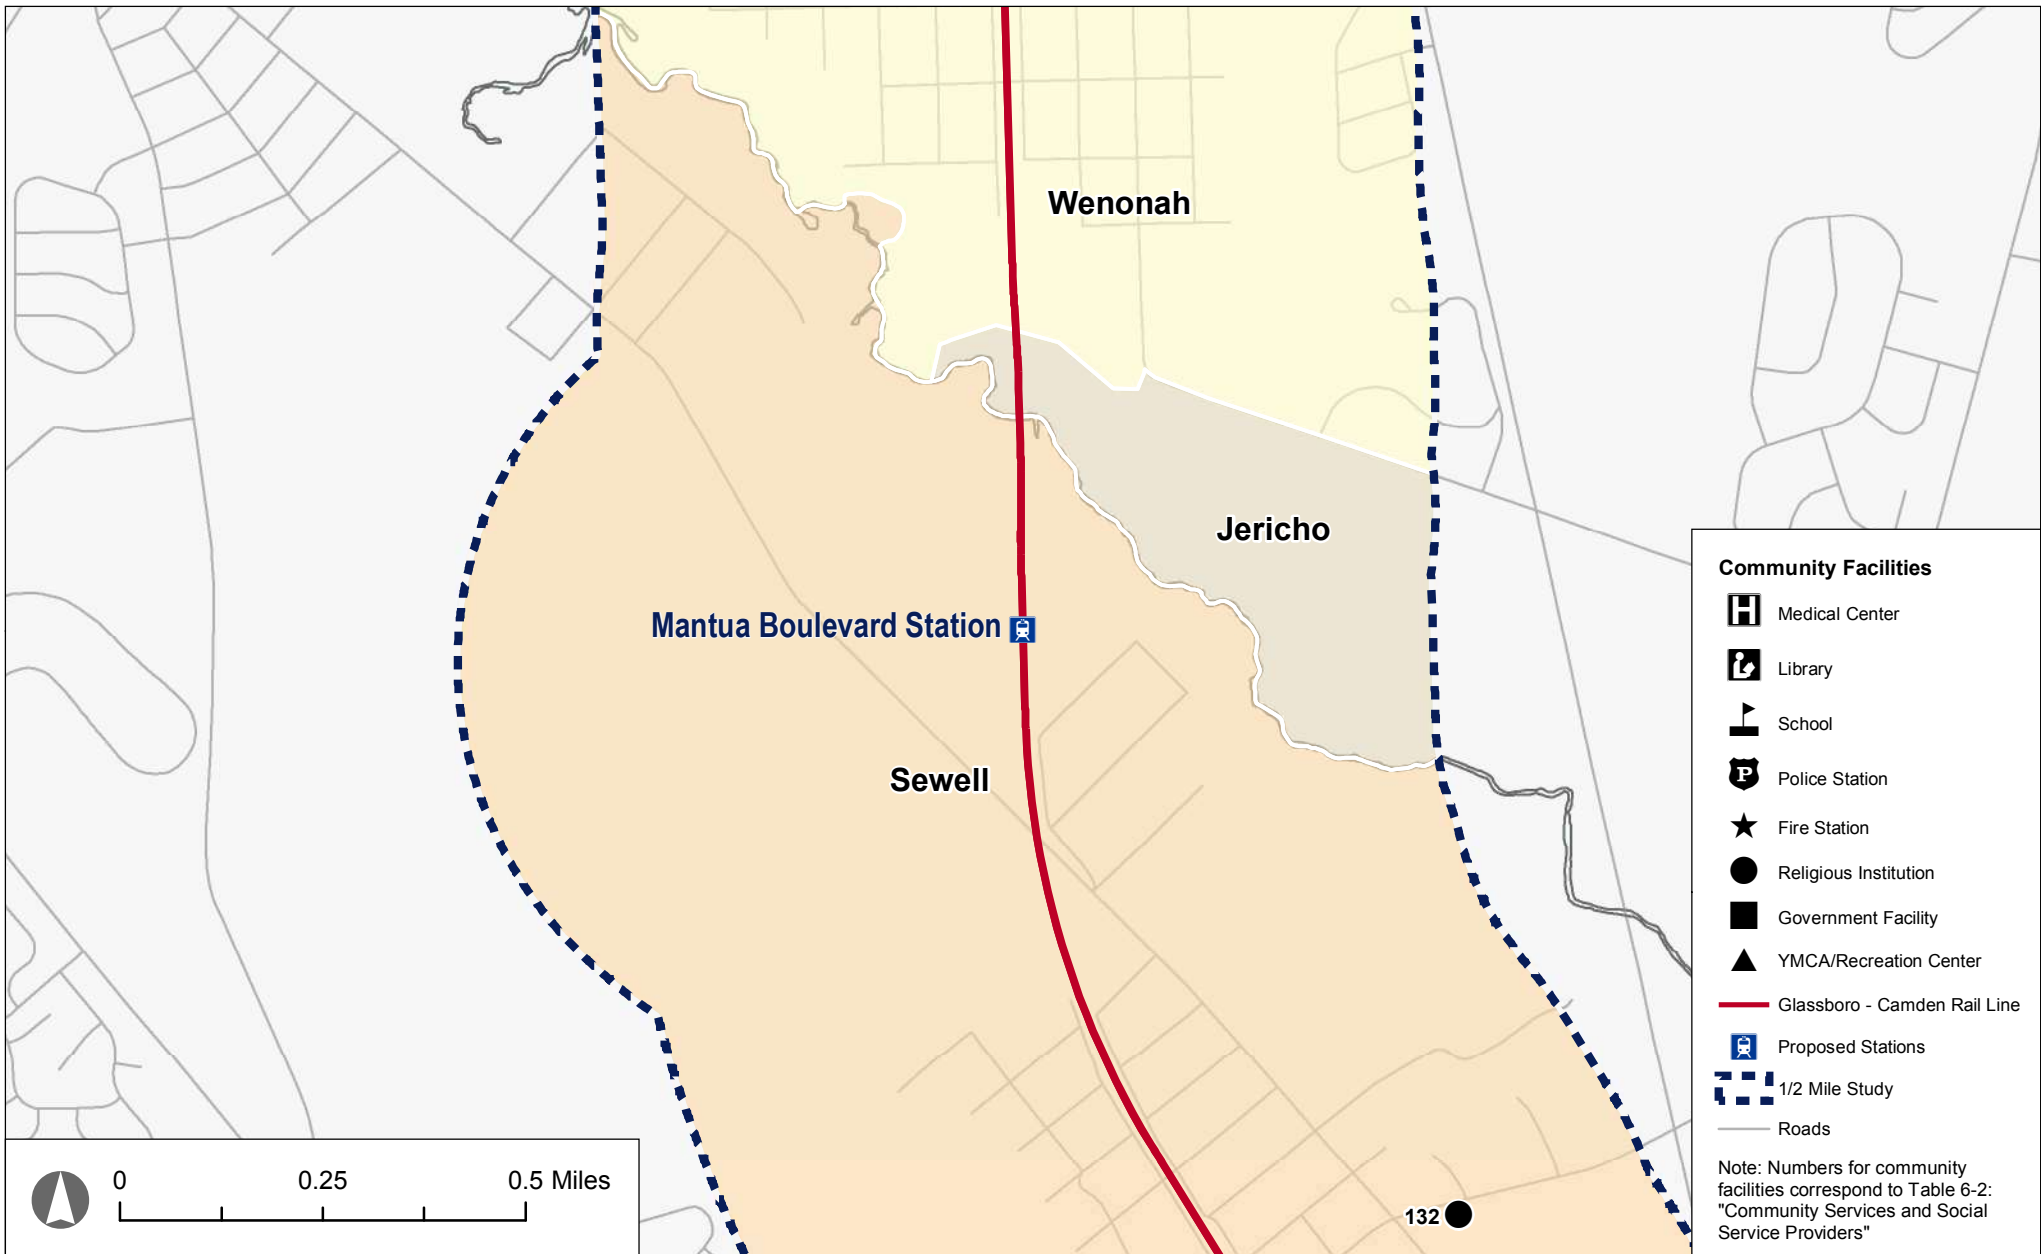 Wenonah
Jericho
Mantua Boulevard Station
Sewell
132
0 0.25 0.5 Miles
Community Facilities
H Medical Center
Library
School
P Police Station
Fire Station
Religious Institution
Government Facility
YMCA/Recreation Center
Glassboro - Camden Rail Line
Proposed Stations
1/2 Mile Study
Roads
Note: Numbers for community
facilities correspond to Table 6-2:
"Community Services and Social
Service Providers"